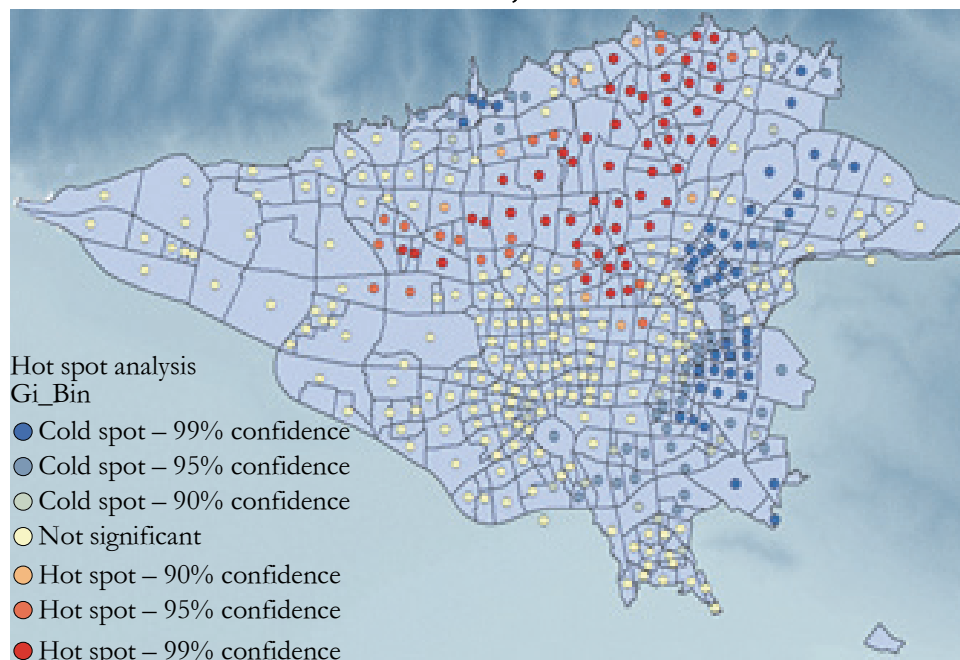 Hot spot analysis
Gi_Bin
Cold spot – 99% confidence
Cold spot – 95% confidence
Cold spot – 90% confidence
Not significant
Hot spot – 90% confidence
Hot spot – 95% confidence
Hot spot – 99% confidence